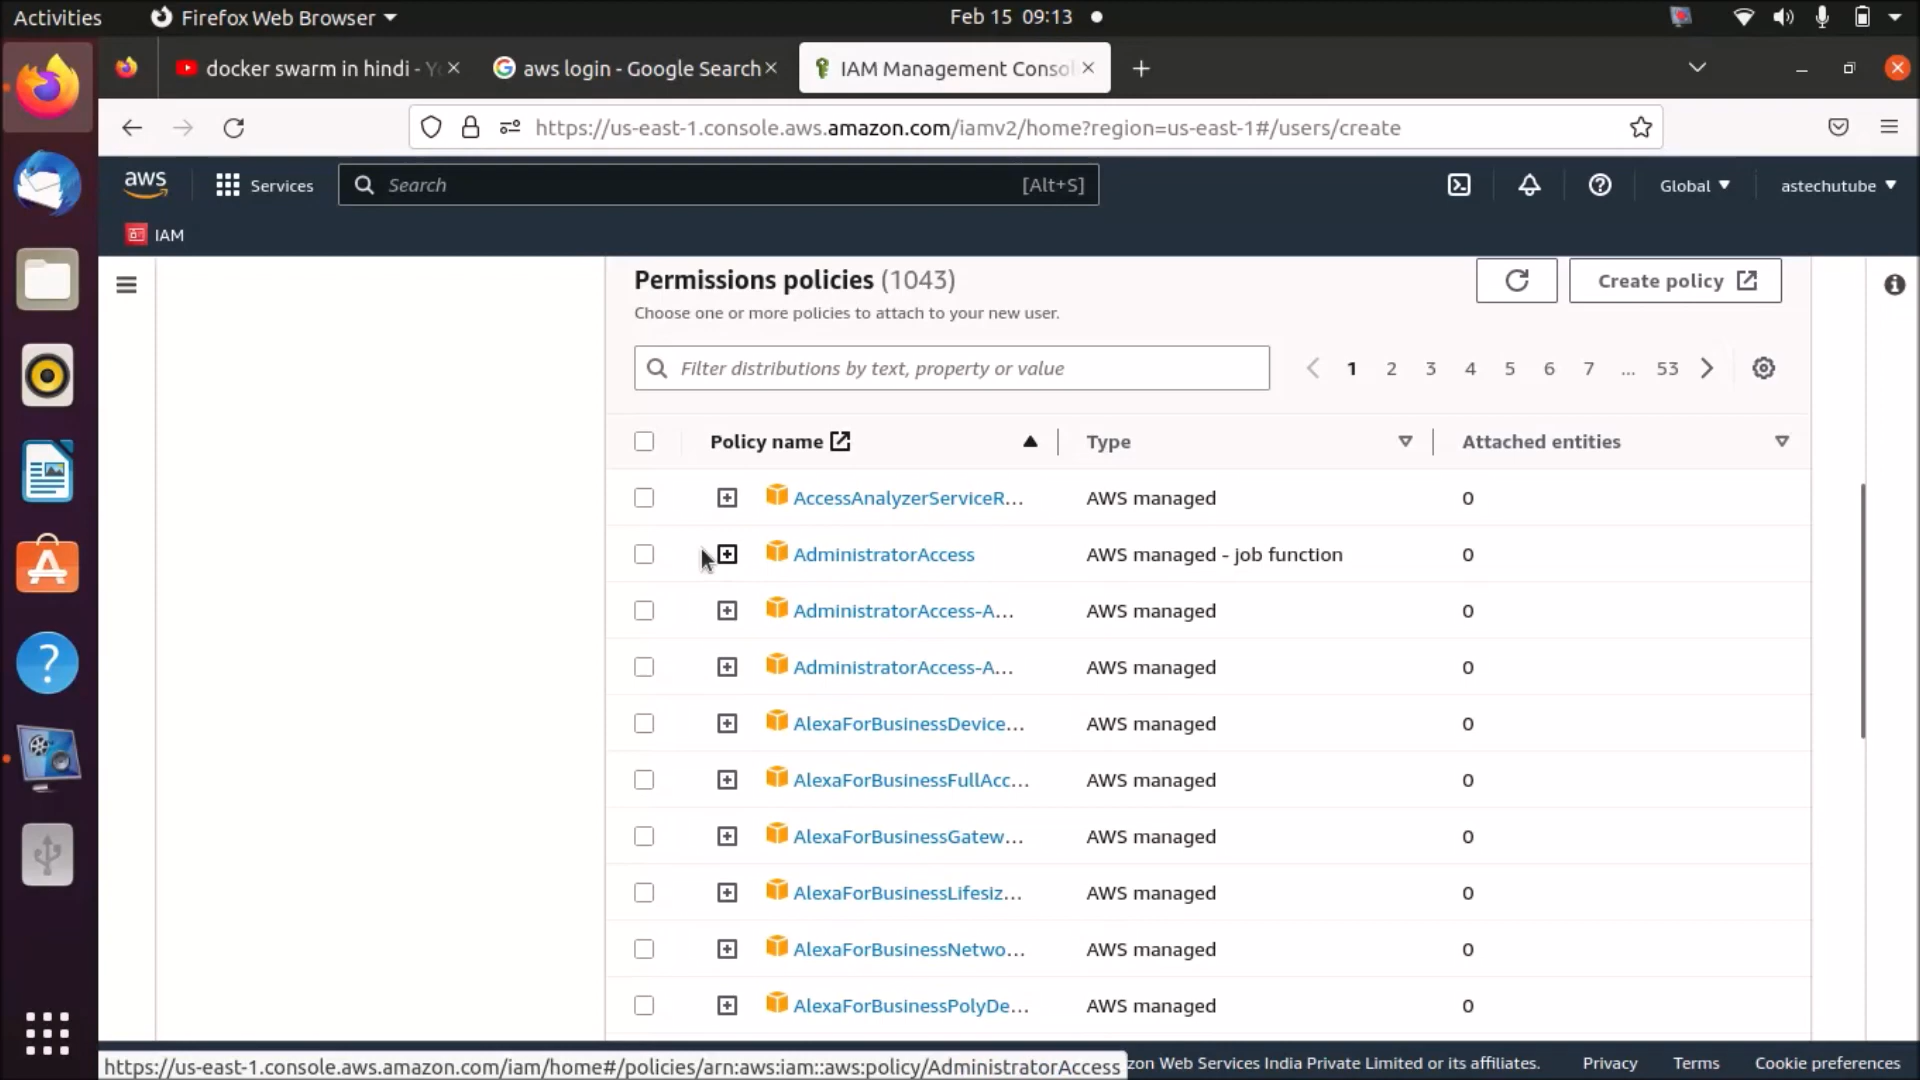 Activities
Firefox Web Browser
Feb 15 09:13
docker swarm in hindi -
aws login - Google Search
IAM Management Conso
https://us-east-1.console.aws.amazon.com/iamv2/home?region=us-east-1#/users/create
aws
Services
Search
[Alt+S]
Global
astechutube
IAM
Permissions policies (1043)
Create policy
Choose one or more policies to attach to your new user.
Filter distributions by text, property or value
1 2 3 4 5 6 7 ... 53
Policy name
Type
Attached entities
AccessAnalyzerServiceR... AWS managed 0
AdministratorAccess AWS managed - job function 0
AdministratorAccess-A... AWS managed 0
AdministratorAccess-A... AWS managed 0
AlexaForBusinessDevice... AWS managed 0
AlexaForBusinessFullAcc... AWS managed 0
AlexaForBusinessGatew... AWS managed 0
AlexaForBusinessLifesiz... AWS managed 0
AlexaForBusinessNetwo... AWS managed 0
AlexaForBusinessPolyDe... AWS managed 0
https://us-east-1.console.aws.amazon.com/iam/home#/policies/arn:aws:iam::aws:policy/AdministratorAccess
zon Web Services India Private Limited or its affiliates.
Privacy
Terms
Cookie preferences